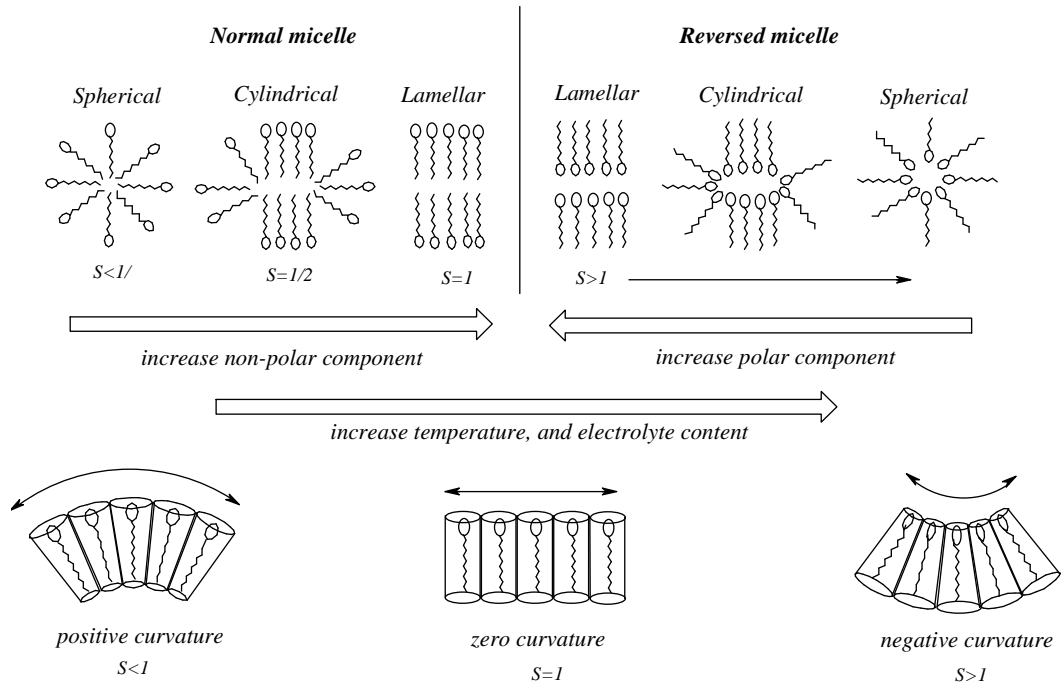 Normal micelle
Reversed micelle
Spherical
Cylindrical
Lamellar
Lamellar
Cylindrical
Spherical
S<1/
S=1/2
S=1
S>1
increase non-polar component
increase polar component
increase temperature, and electrolyte content
positive curvature
zero curvature
negative curvature
S<1
S=1
S>1